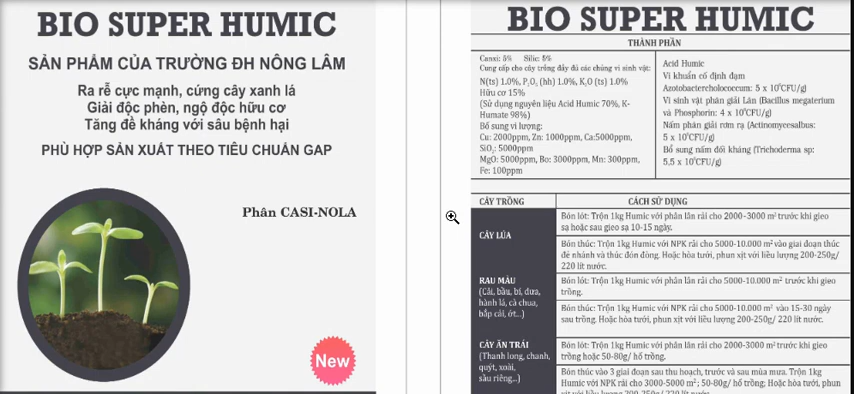 BIO SUPER HUMIC
SẢN PHẨM CỦA TRƯỜNG ĐH NÔNG LÂM
Ra rễ cực mạnh, cứng cây xanh lá
Giải độc phèn, ngộ độc hữu cơ
Tăng đề kháng với sâu bệnh hại
PHÙ HỢP SẢN XUẤT THEO TIÊU CHUẨN GAP
Phân CASI-NOLA
New
BIO SUPER HUMIC
THÀNH PHẦN
Canxi: 5% Silic: 5%
Cung cấp cho cây trồng đầy đủ các chủng vi sinh vật:
N(ts) 1.0%, P₂O₅ (hh) 1.0%, K₂O (ts) 1.0%
Hữu cơ 15%
(Sử dụng nguyên liệu Acid Humic 70%, K-
Humate 98%)
Bổ sung vi lượng:
Cu: 2000ppm, Zn: 1000ppm, Ca:5000ppm,
SiO₂: 5000ppm
MgO: 5000ppm, Bo: 3000ppm, Mn: 300ppm,
Fe: 100ppm
Acid Humic
Vi khuẩn cố định đạm
Azotobactercholococcum: 5 x 10⁶CFU/g)
Vi sinh vật phân giải Lân (Bacillus megaterium
và Phosphorin: 4 x 10⁶CFU/g)
Nấm phân giải rơm rạ (Actinomycesalbus:
5 x 10⁶CFU/g)
Bổ sung nấm đối kháng (Trichoderma sp:
5,5 x 10⁶CFU/g)
CÂY TRỒNG CÁCH SỬ DỤNG
CÂY LÚA
Bón lót: Trộn 1kg Humic với phân lân rải cho 2000-3000 m² trước khi gieo
sạ hoặc sau gieo sạ 10-15 ngày.
Bón thúc: Trộn 1kg Humic với NPK rải cho 5000-10.000 m² vào giai đoạn thúc
đẻ nhánh và thúc đón đòng. Hoặc hòa tưới, phun xịt với liều lượng 200-250g/
220 lít nước.
RAU MÀU
(Cải, bầu, bí, dưa,
hành lá, cà chua,
bắp cải, ớt...)
Bón lót: Trộn 1kg Humic với phân lân rải cho 5000-10.000 m² trước khi gieo
trồng.
Bón thúc: Trộn 1kg Humic với NPK rải cho 5000-10.000 m² vào 15-30 ngày
sau trồng. Hoặc hòa tưới, phun xịt với liều lượng 200-250g/ 220 lít nước.
CÂY ĂN TRÁI
(Thanh long, chanh,
quýt, xoài,
sầu riêng...)
Bón lót: Trộn 1kg Humic với phân lân rải cho 2000-3000 m² trước khi gieo
trồng hoặc 50-80g/ hố trồng.
Bón thúc vào 3 giai đoạn sau thu hoạch, trước và sau mùa mưa. Trộn 1kg
Humic với NPK rải cho 3000-5000 m²; 50-80g/ hố trồng; Hoặc hòa tưới, phun
xịt với liều lượng 200-250g/ 220 lít nước